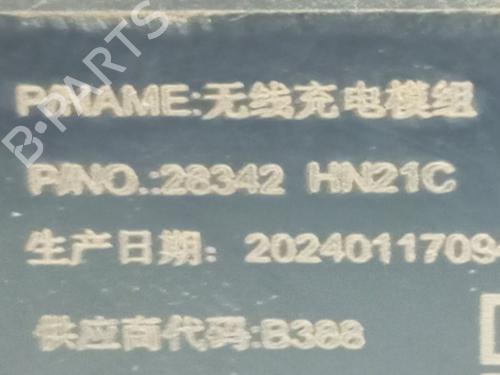 B-PARTS
P/NAME:无线充电模组
P/NO.:28342 HN21C
生产日期: 2024011709
供应商代码:B388